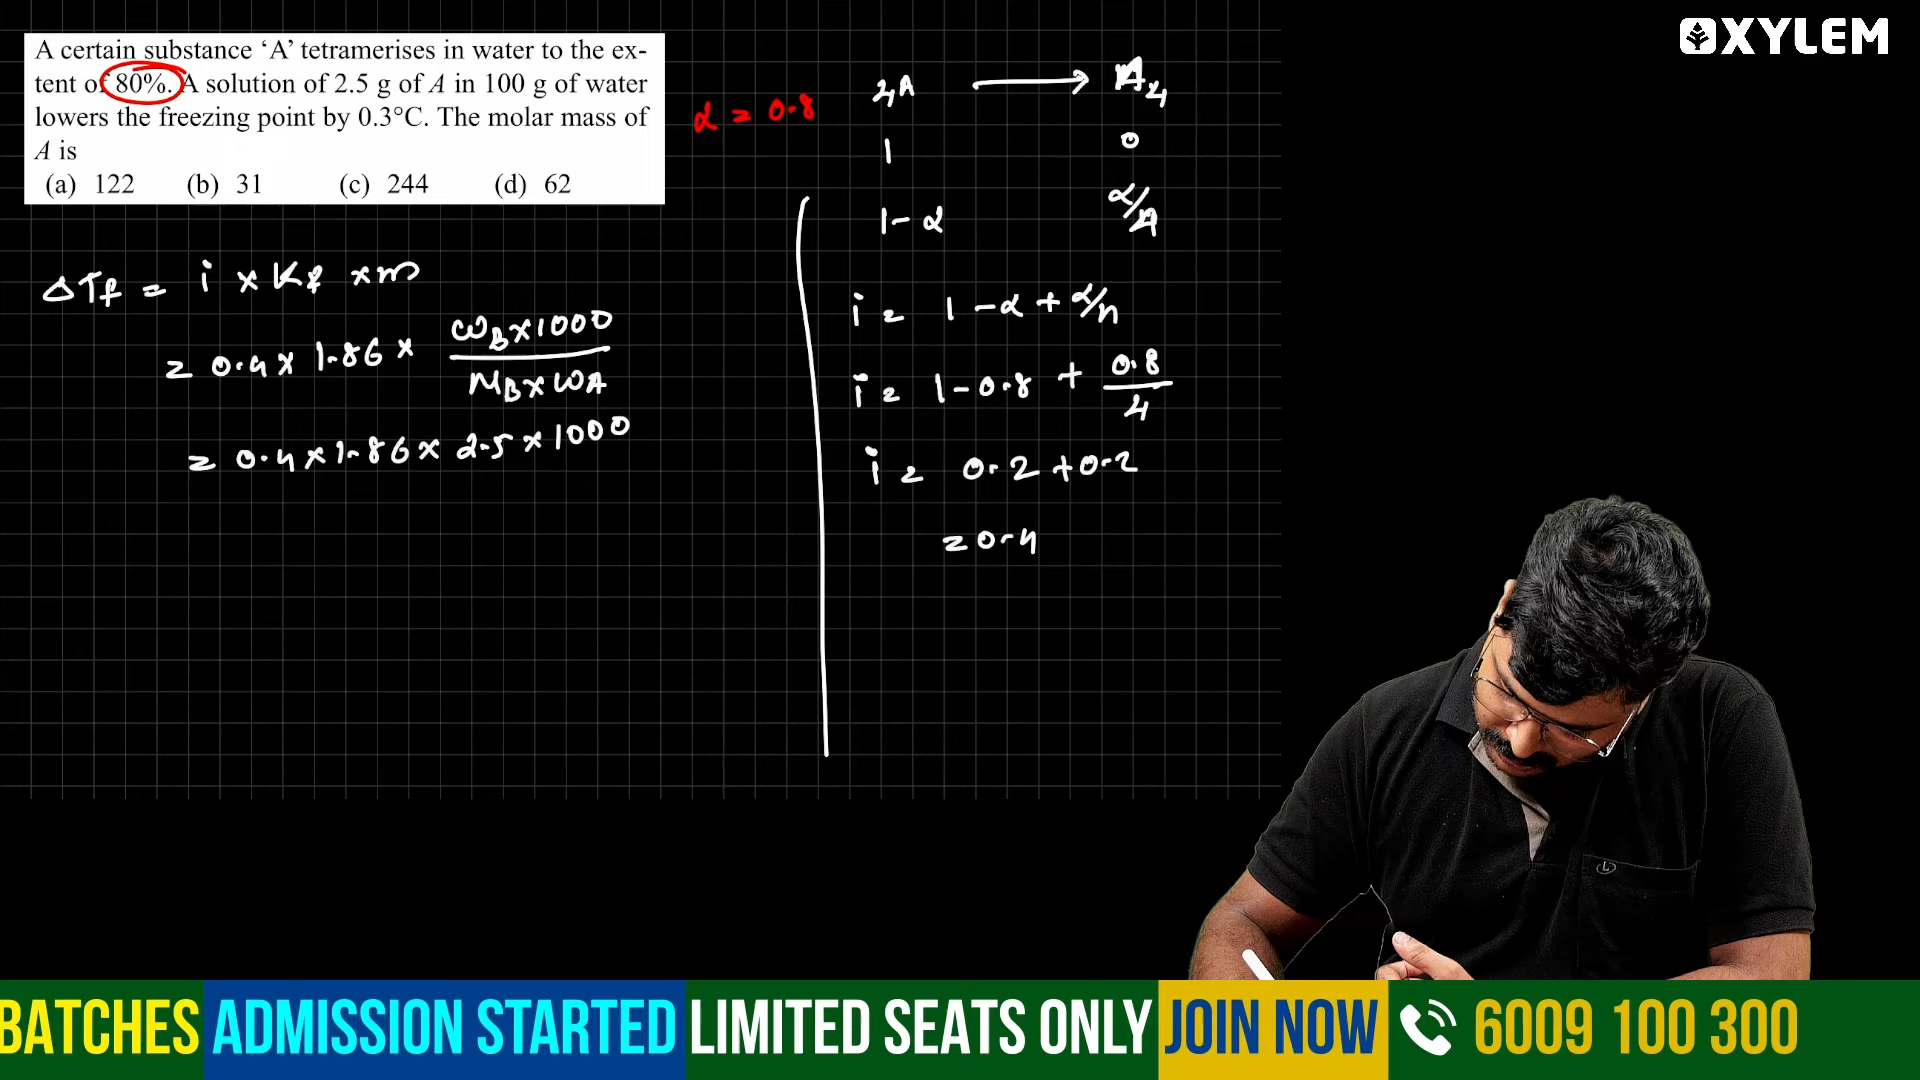 OXYLEM
A certain substance ‘A’ tetramerises in water to the ex-
tent of 80%. A solution of 2.5 g of A in 100 g of water
lowers the freezing point by 0.3°C. The molar mass of
A is
(a) 122 (b) 31 (c) 244 (d) 62
α = 0.8
4A ⟶ A4
1 0
1-α α/4
ΔTf = i × Kf × m
= 0.4 × 1.86 × (WB × 1000)/(MB × WA)
= 0.4 × 1.86 × 2.5 × 1000
i = 1 - α + α/n
i = 1 - 0.8 + 0.8/4
i = 0.2 + 0.2
= 0.4
BATCHES ADMISSION STARTED LIMITED SEATS ONLY JOIN NOW 6009 100 300